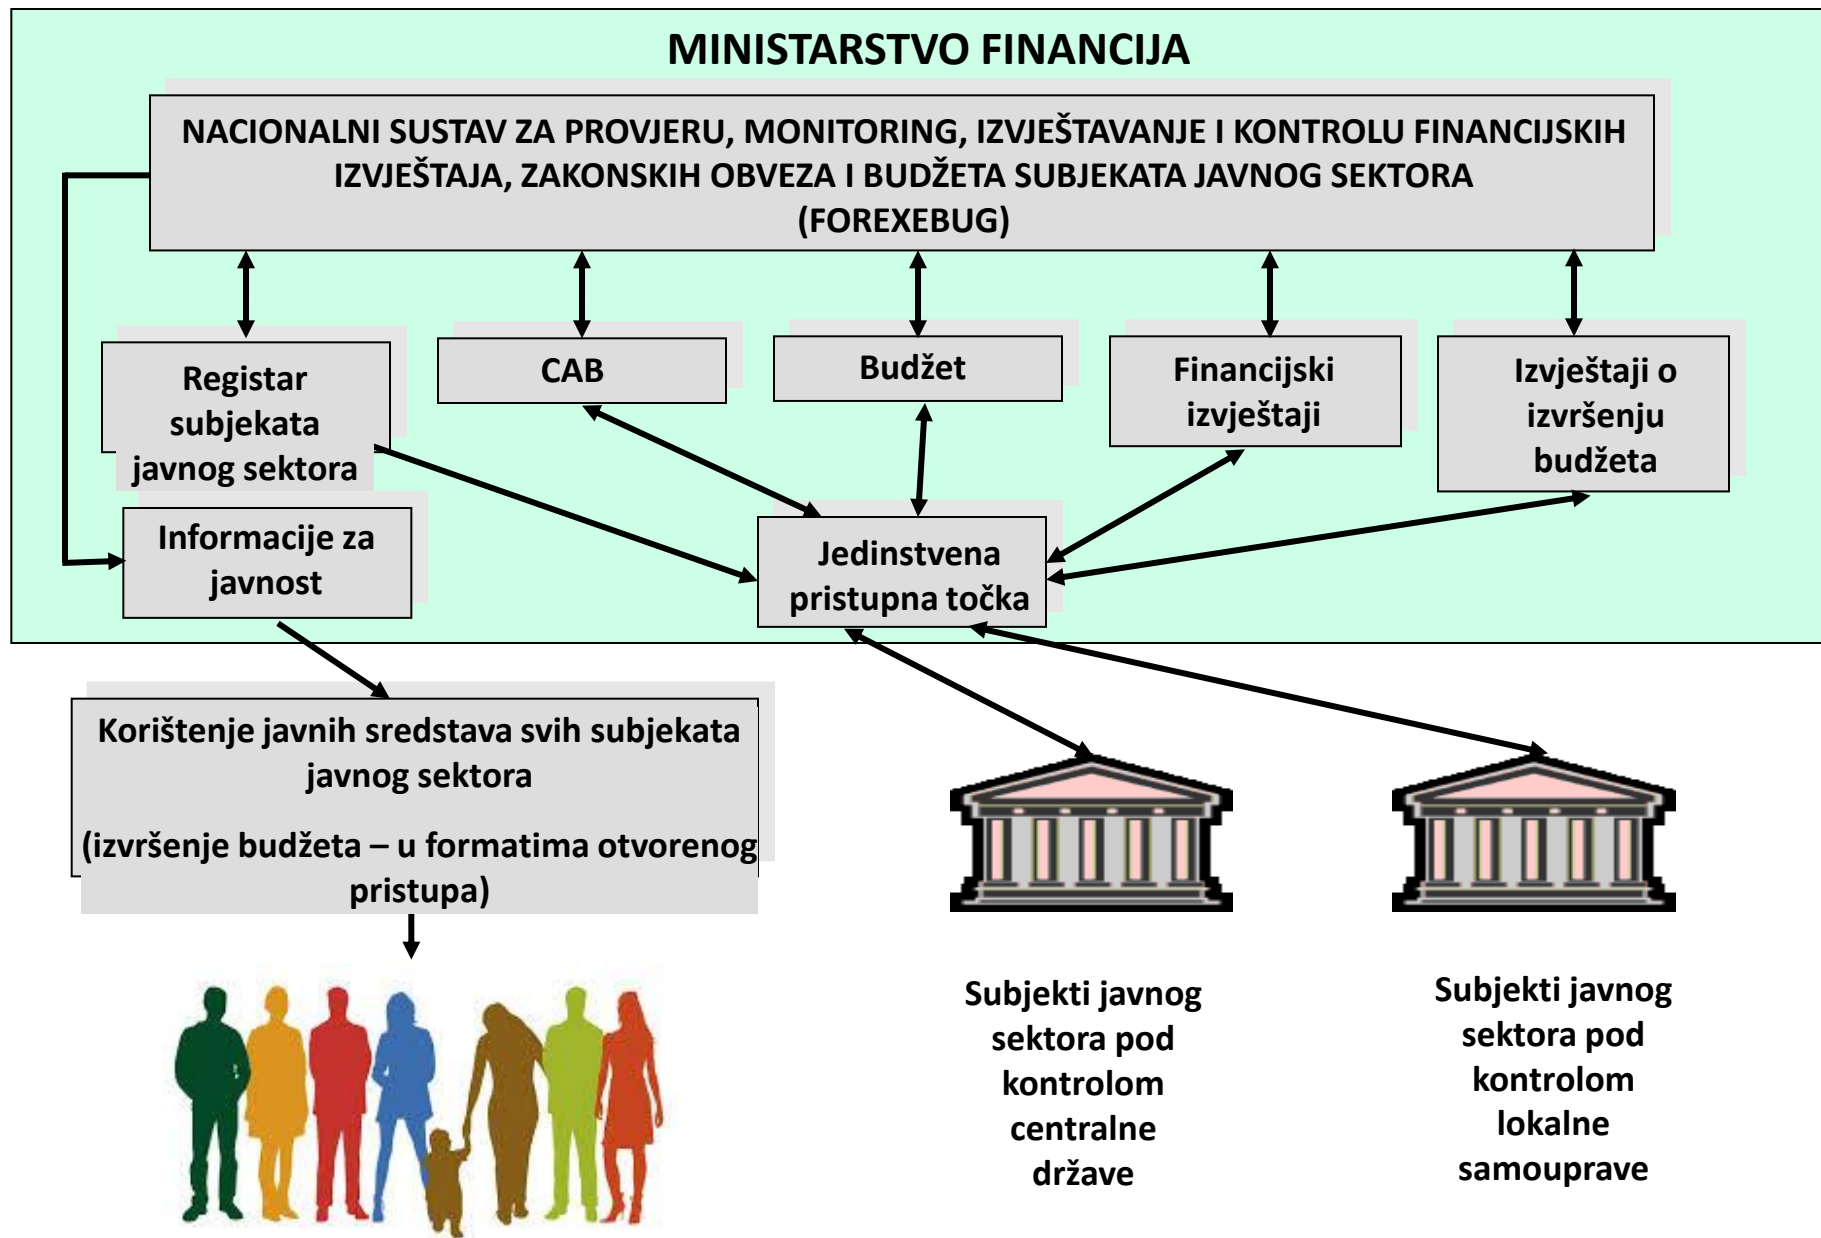 MINISTARSTVO FINANCIJA
NACIONALNI SUSTAV ZA PROVJERU, MONITORING, IZVJEŠTAVANJE I KONTROLU FINANCIJSKIH
IZVJEŠTAJA, ZAKONSKIH OBVEZA I BUDŽETA SUBJEKATA JAVNOG SEKTORA
(FOREXEBUG)
Registar
subjekata
javnog sektora
CAB
Budžet
Financijski
izvještaji
Izvještaji o
izvršenju
budžeta
Informacije za
javnost
Jedinstvena
pristupna točka
Korištenje javnih sredstava svih subjekata
javnog sektora
(izvršenje budžeta – u formatima otvorenog
pristupa)
Subjekti javnog
sektora pod
kontrolom
centralne
države
Subjekti javnog
sektora pod
kontrolom
lokalne
samouprave